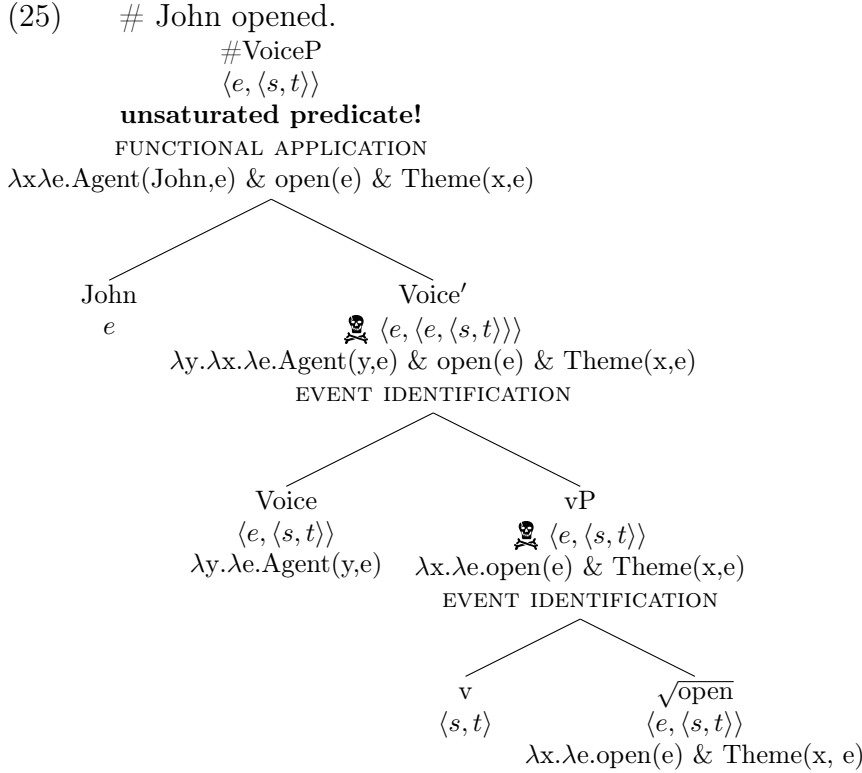 (25) # John opened.
#VoiceP
⟨e, ⟨s, t⟩⟩
unsaturated predicate!
FUNCTIONAL APPLICATION
λxλe.Agent(John,e) & open(e) & Theme(x,e)
John Voice′
e ☠ ⟨e, ⟨e, ⟨s, t⟩⟩⟩
λy.λx.λe.Agent(y,e) & open(e) & Theme(x,e)
EVENT IDENTIFICATION
Voice vP
⟨e, ⟨s, t⟩⟩ ☠ ⟨e, ⟨s, t⟩⟩
λy.λe.Agent(y,e) λx.λe.open(e) & Theme(x,e)
EVENT IDENTIFICATION
v √open
⟨s, t⟩ ⟨e, ⟨s, t⟩⟩
λx.λe.open(e) & Theme(x, e)